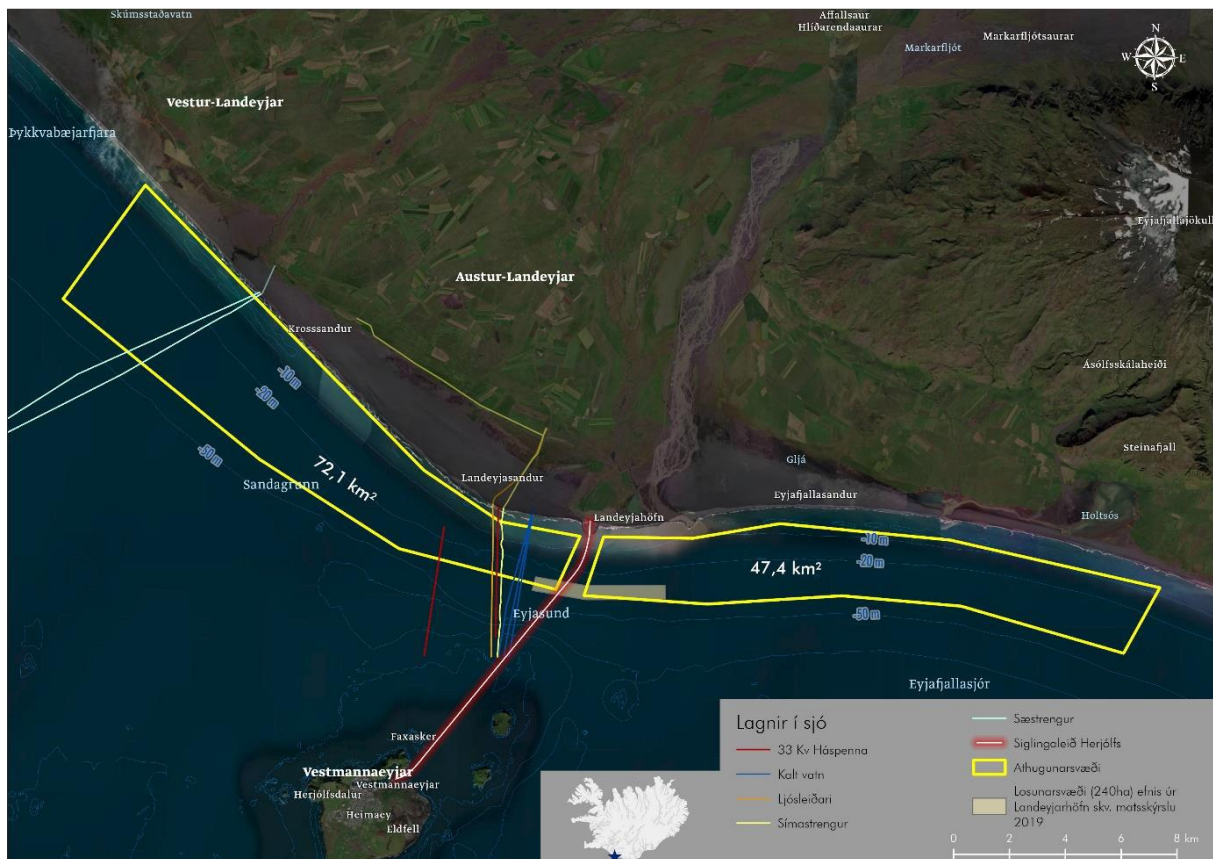 Skúmsstaðavatn
Affallsaur
Hlíðarendaaurar
Markarfljót
Markarfljótsaurar
N
W
E
S
Vestur-Landeyjar
Þykkvabæjarfjara
Eyjafjallajökull
Austur-Landeyjar
Krosssandur
Ásólfsskálaheiði
-10 m
-20 m
-50 m
Steinafjall
Gljá
72,1 km²
Sandagrunn
Landeyjasandur
Eyjafjallasandur
Landeyjahöfn
Holtsós
-10 m
-20 m
47,4 km²
-50 m
Eyjasund
Eyjafjallasjór
Faxasker
Vestmannaeyjar
Vestmannaeyjar
Herjólfsdalur
Heimaey
Eldfell
Lagnir í sjó
33 Kv Háspenna
Kalt vatn
Ljósleiðari
Símastrengur
Sæstrengur
Siglingaleið Herjólfs
Athugunarsvæði
Losunarsvæði (240ha) efnis úr
Landeyjarhöfn skv. matsskýrslu
2019
0 2 4 6 8 km